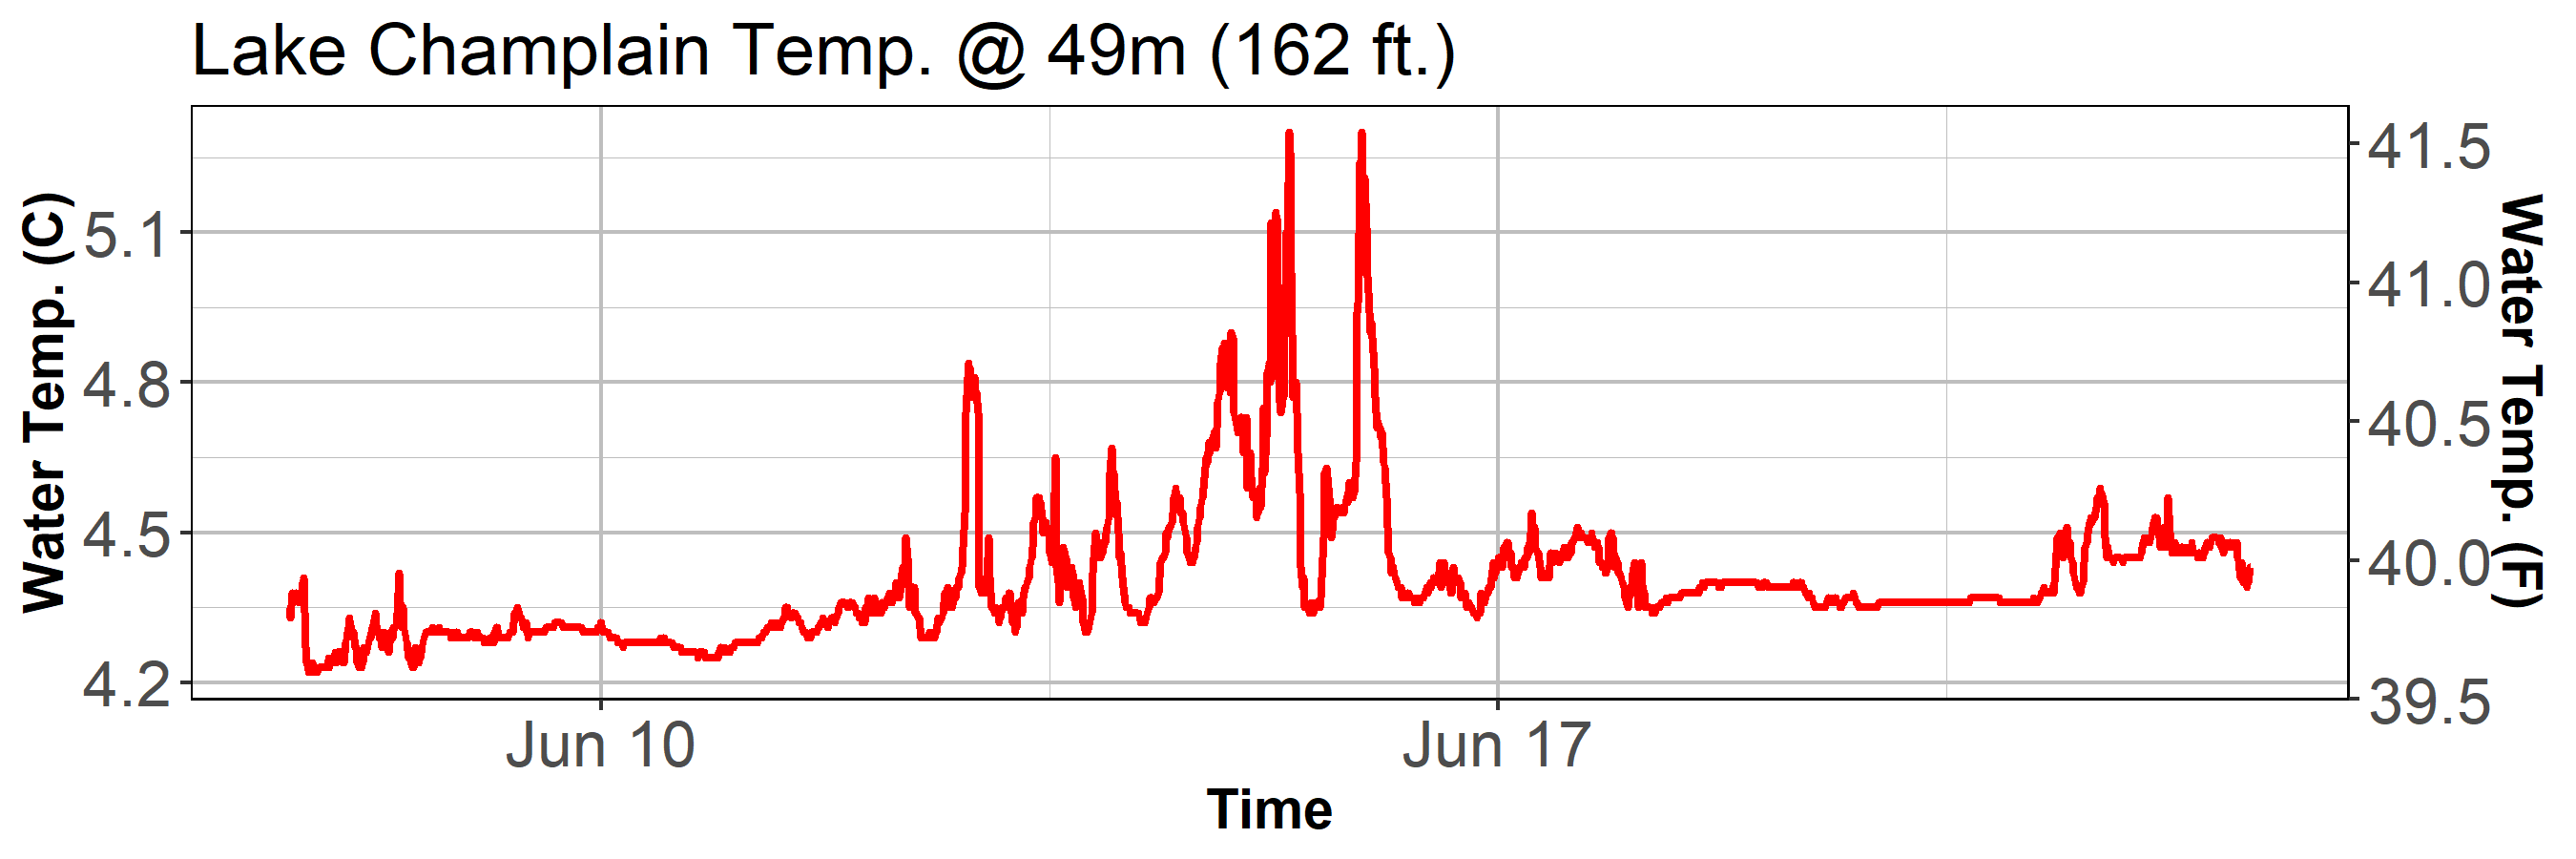 Lake Champlain Temp. @ 49m (162 ft.)
Water Temp. (C)
5.1
4.8
4.5
4.2
41.5
41.0
40.5
40.0
39.5
Water Temp. (F)
Jun 10
Jun 17
Time